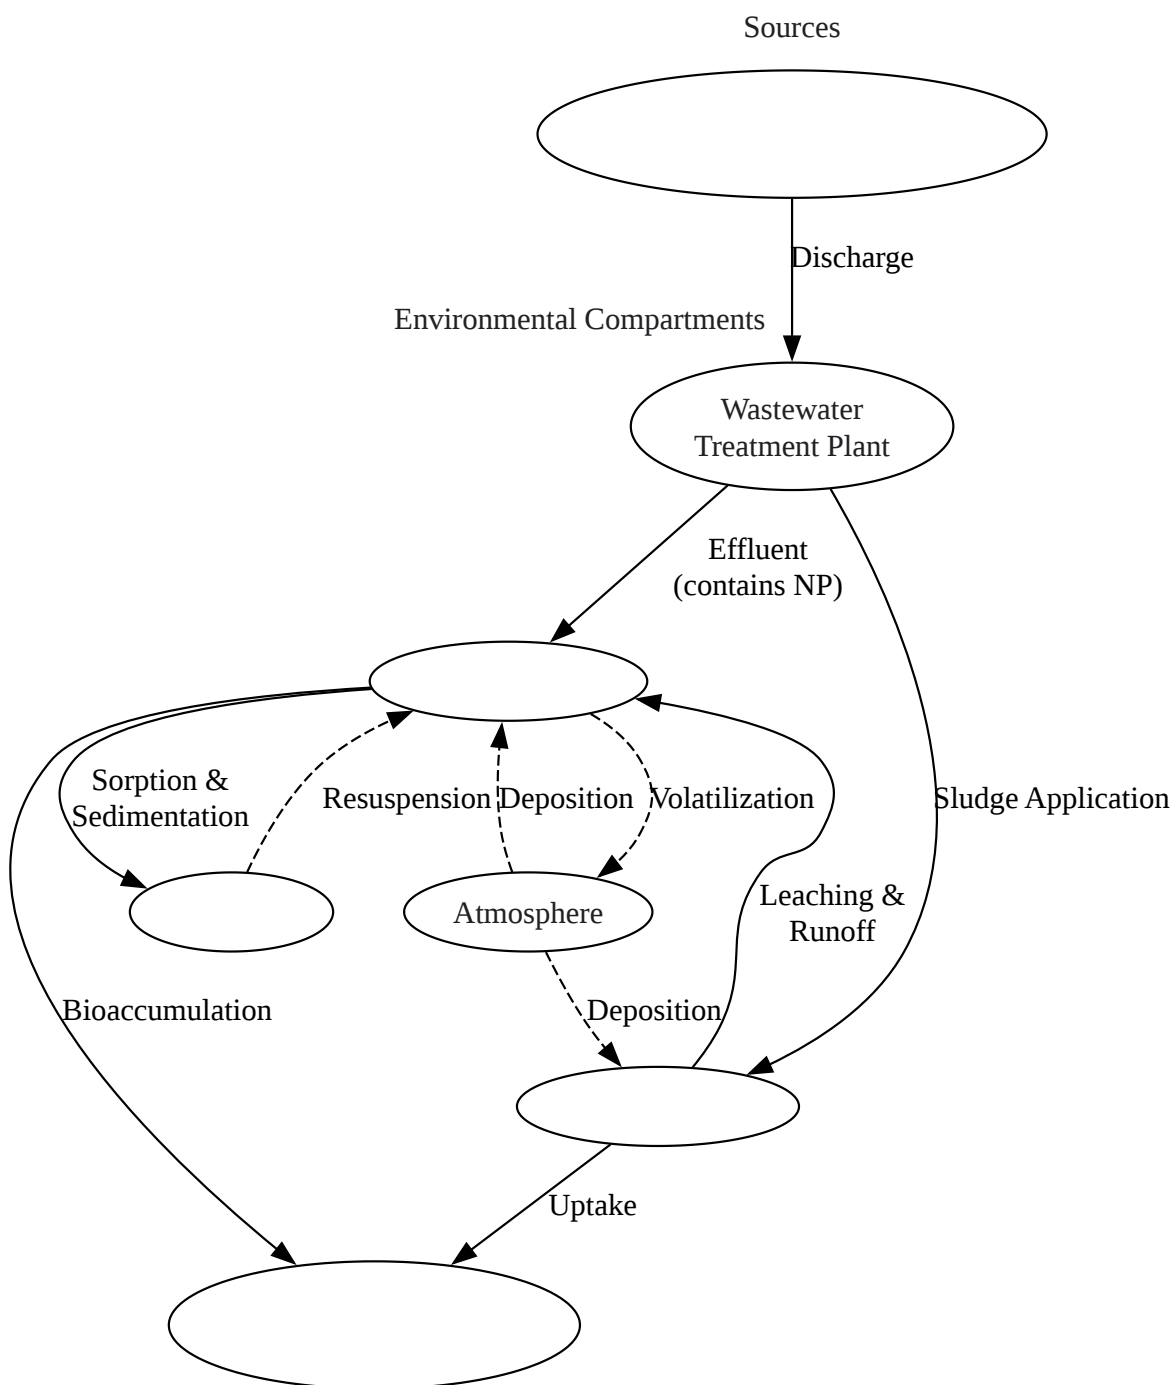 Sources
Discharge
Environmental Compartments
Wastewater
Treatment Plant
Effluent
(contains NP)
Sorption &
Sedimentation
Resuspension
Deposition
Volatilization
Sludge Application
Leaching &
Runoff
Atmosphere
Bioaccumulation
Deposition
Uptake